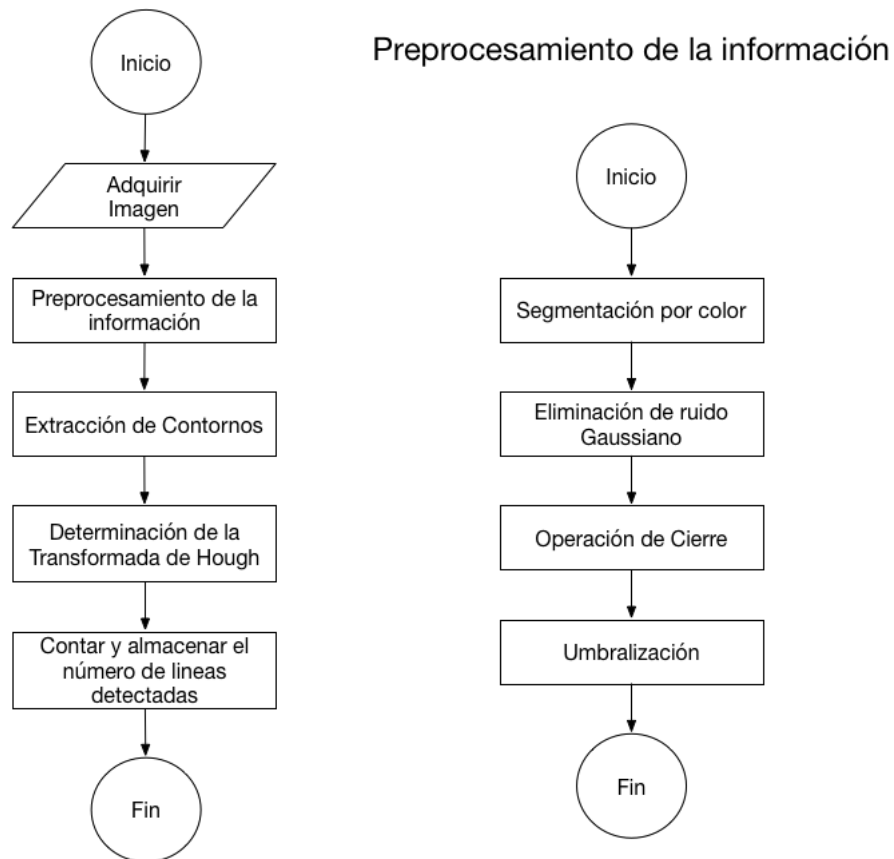 Inicio
Adquirir
Imagen
Preprocesamiento de la
información
Extracción de Contornos
Determinación de la
Transformada de Hough
Contar y almacenar el
número de lineas
detectadas
Fin
Preprocesamiento de la información
Inicio
Segmentación por color
Eliminación de ruido
Gaussiano
Operación de Cierre
Umbralización
Fin